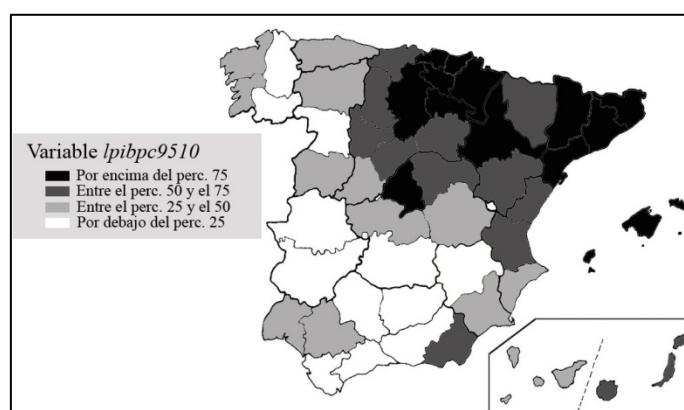 Variable lpibpc9510
Por encima del perc. 75
Entre el perc. 50 y el 75
Entre el perc. 25 y el 50
Por debajo del perc. 25